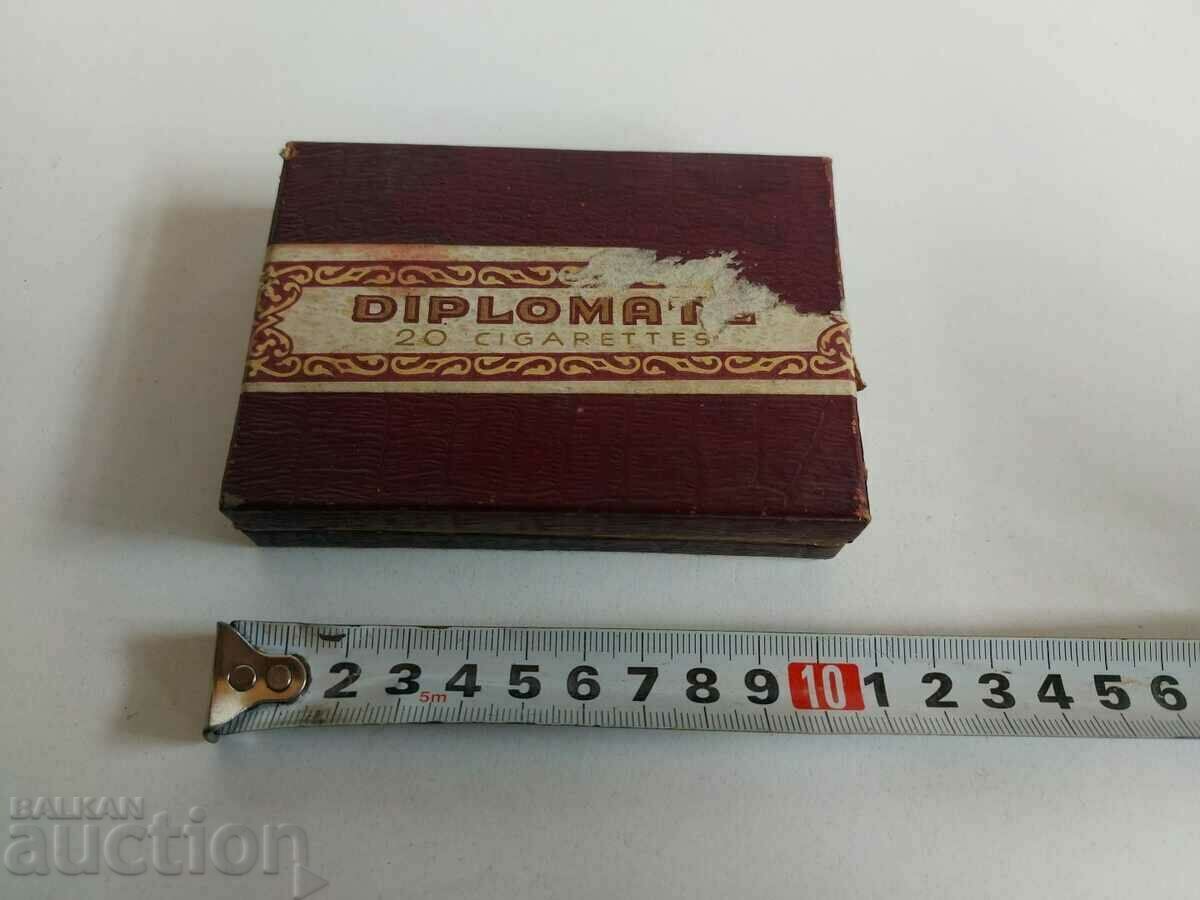 DIPLOMATE
20 CIGARETTES
2 3 4 5 6 7 8 9 10 1 2 3 4 5 6
5m
BALKAN
auction